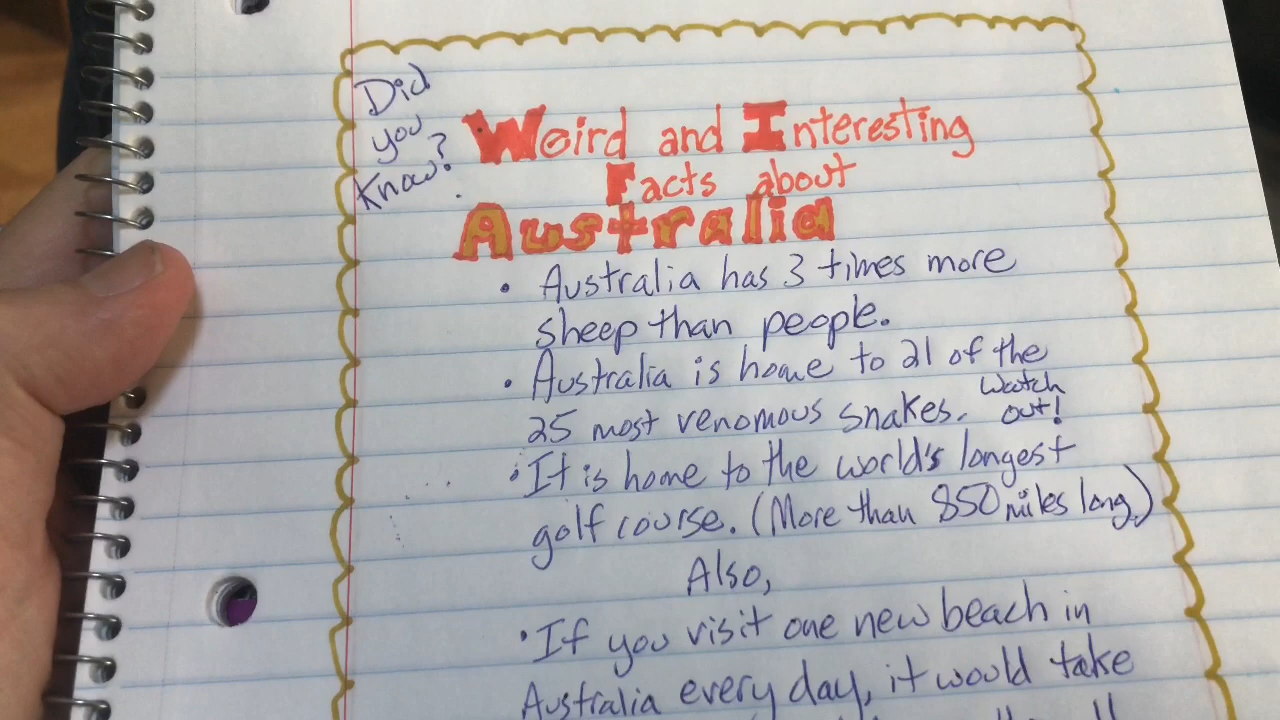 Did
you
Know?
Weird and Interesting
Facts about
Australia
• Australia has 3 times more
sheep than people.
• Australia is home to 21 of the
25 most venomous snakes. Watch
out!
• It is home to the world's longest
golf course. (More than 850 miles long.)
Also,
• If you visit one new beach in
Australia every day, it would take